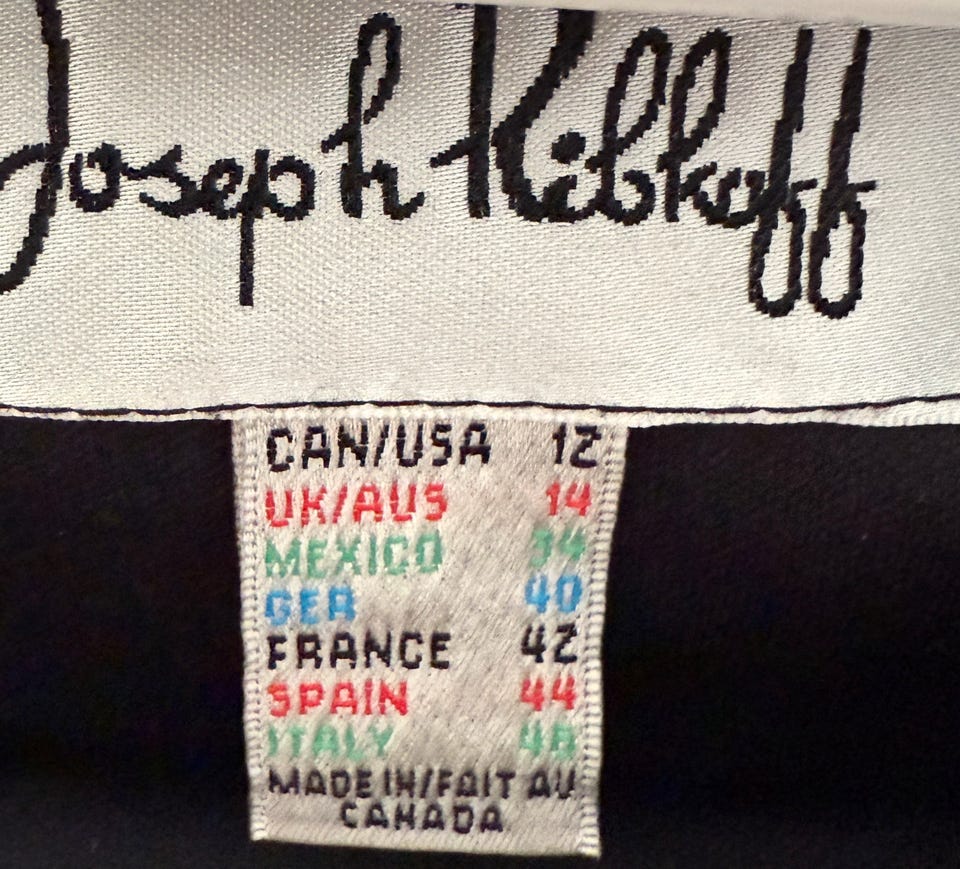 Joseph Ribkoff
CAN/USA 12
UK/AUS 14
MEXICO 34
GER 40
FRANCE 42
SPAIN 44
ITALY
MADE IN/FAIT AU
CANADA